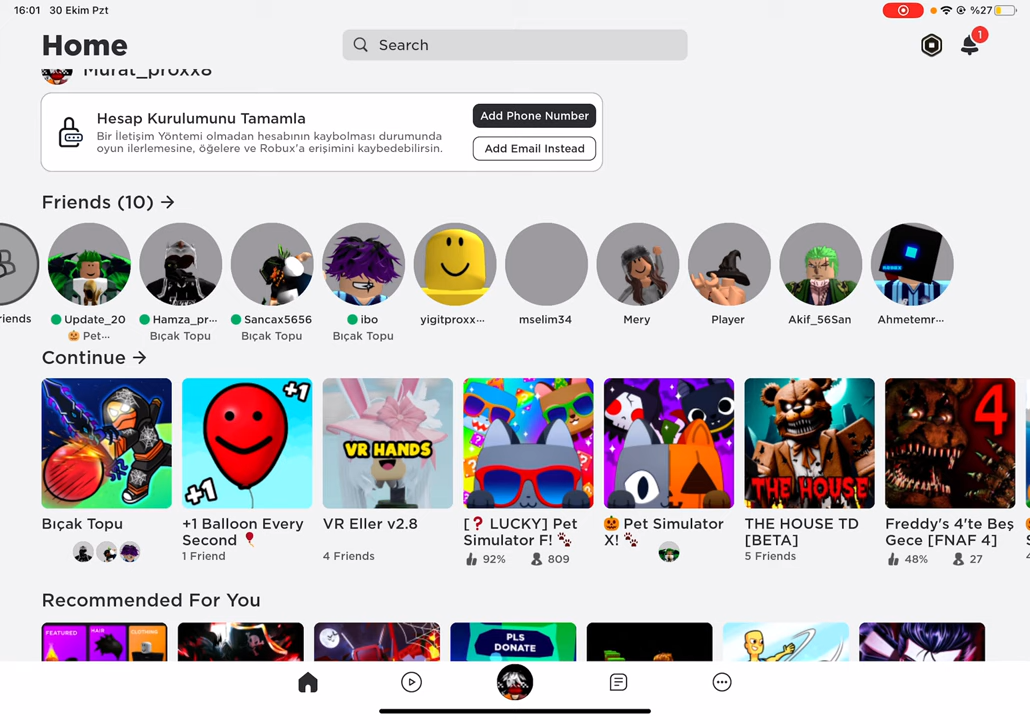 16:01 30 Ekim Pzt
%27
Home
Search
1
Murat_proxx8
Hesap Kurulumunu Tamamla
Bir İletişim Yöntemi olmadan hesabının kaybolması durumunda
oyun ilerlemesine, öğelere ve Robux'a erişimini kaybedebilirsin.
Add Phone Number
Add Email Instead
Friends (10) →
riends
Update_20
Hamza_pr...
Sancax5656
ibo
yigitproxx...
mselim34
Mery
Player
Akif_56San
Ahmetemr...
🎃 Pet...
Bıçak Topu
Bıçak Topu
Bıçak Topu
Continue →
+1
+1
VR HANDS
THE HOUSE
4
Bıçak Topu
+1 Balloon Every
Second 🎈
1 Friend
VR Eller v2.8
4 Friends
[❓ LUCKY] Pet
Simulator F! 🐾
92% 809
🎃 Pet Simulator
X! 🐾
THE HOUSE TD
[BETA]
5 Friends
Freddy's 4'te Beş
Gece [FNAF 4]
48% 27
Recommended For You
FEATURED
HAIR
CLOTHING
PLS
DONATE